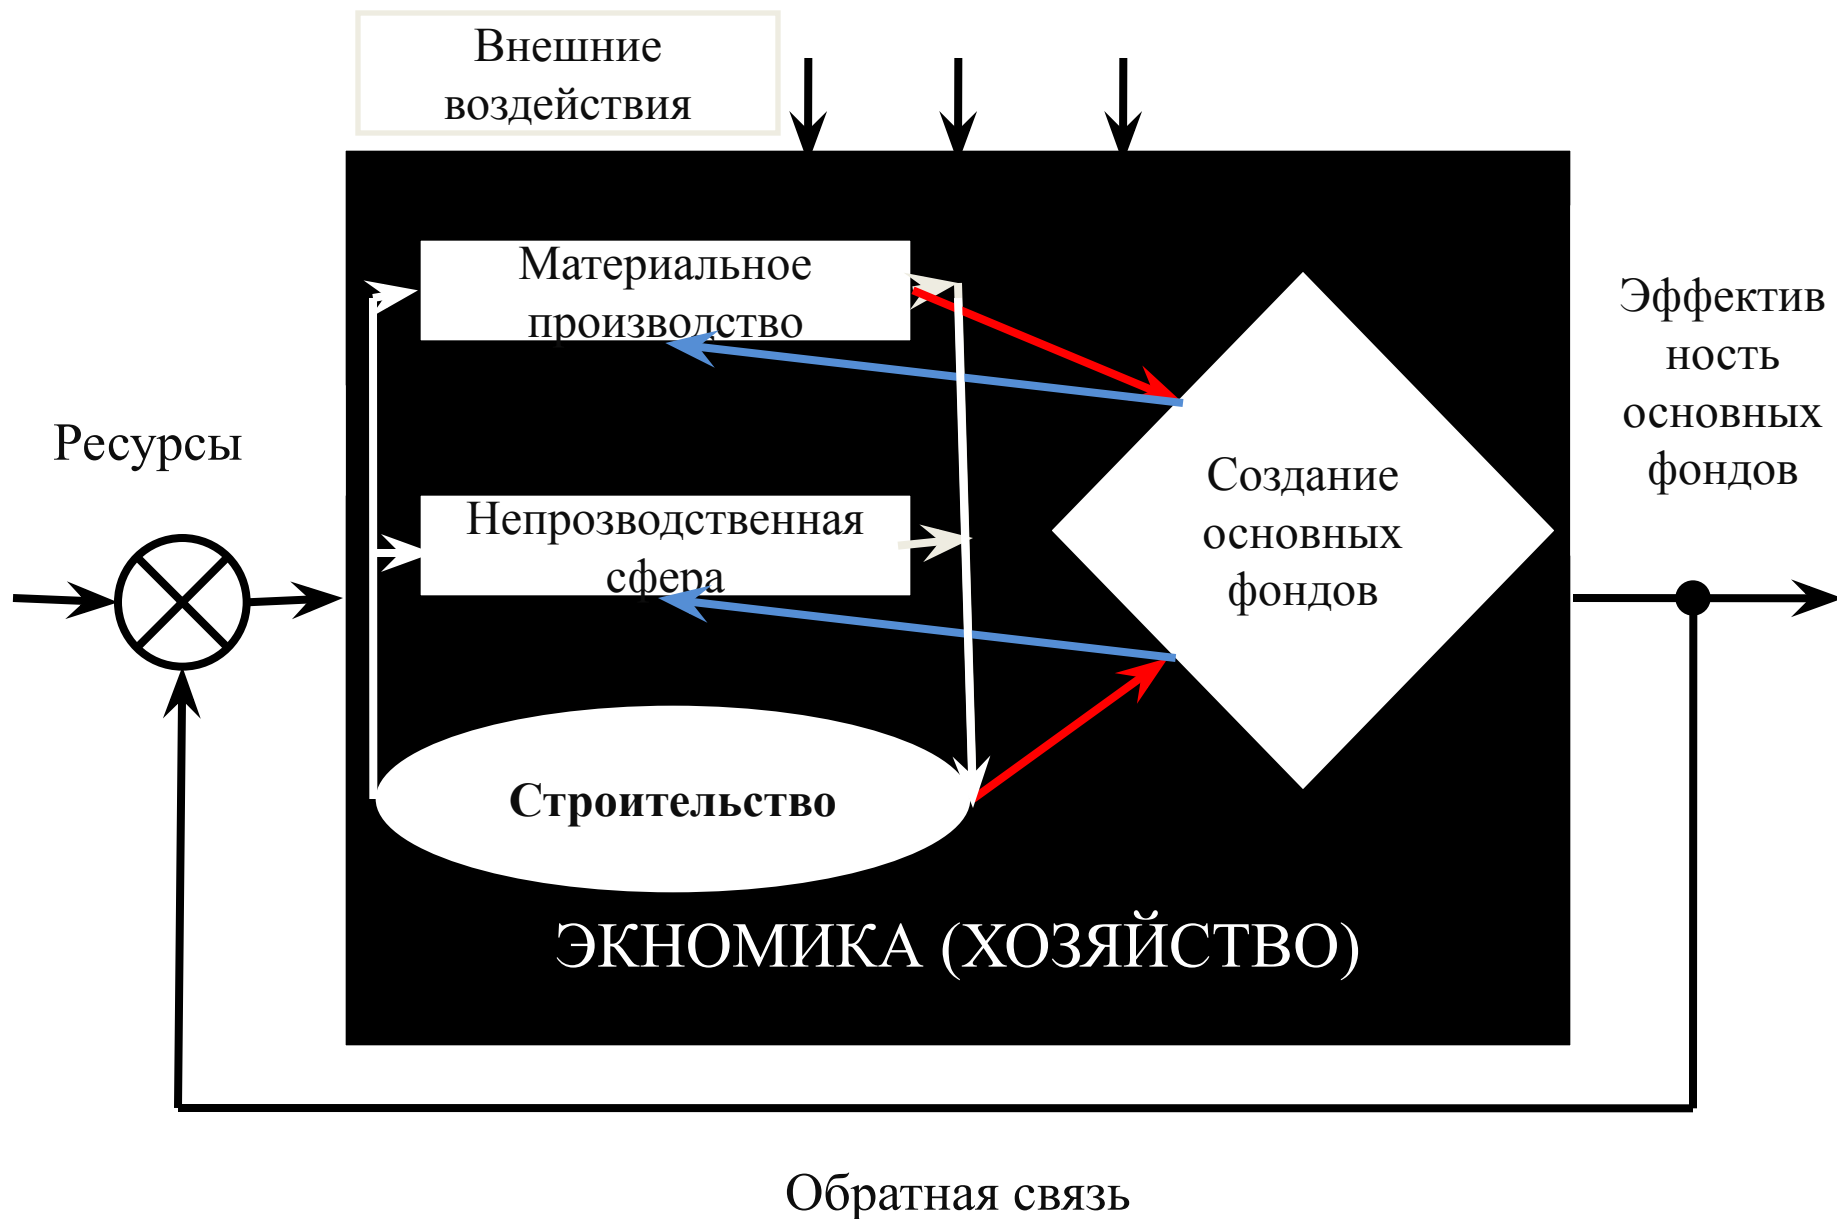 Внешние
воздействия
Материальное
производство
Эффектив
ность
основных
фондов
Ресурсы
Создание
основных
фондов
Непрозводственная
сфера
Строительство
ЭКНОМИКА (ХОЗЯЙСТВО)
Обратная связь